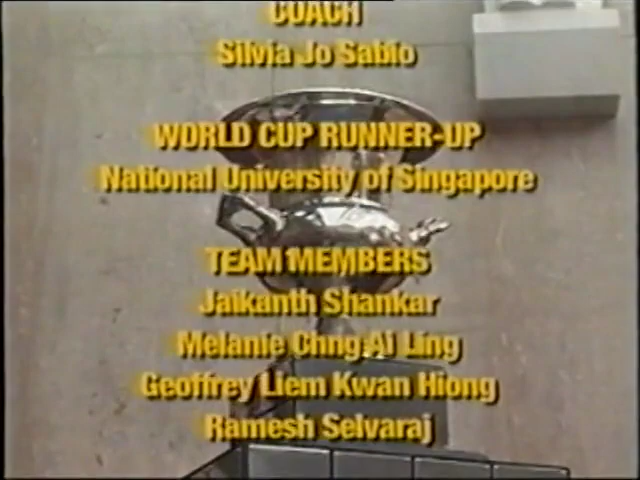 COACH
Silvia Jo Sabio
WORLD CUP RUNNER-UP
National University of Singapore
TEAM MEMBERS
Jaikanth Shankar
Melanie Chng Ai Ling
Geoffrey Liem Kwan Hiong
Ramesh Selvaraj